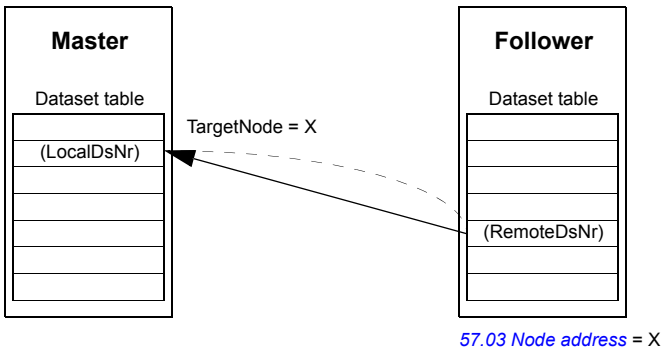 Master
Follower
Dataset table
Dataset table
TargetNode = X
(LocalDsNr)
(RemoteDsNr)
57.03 Node address = X